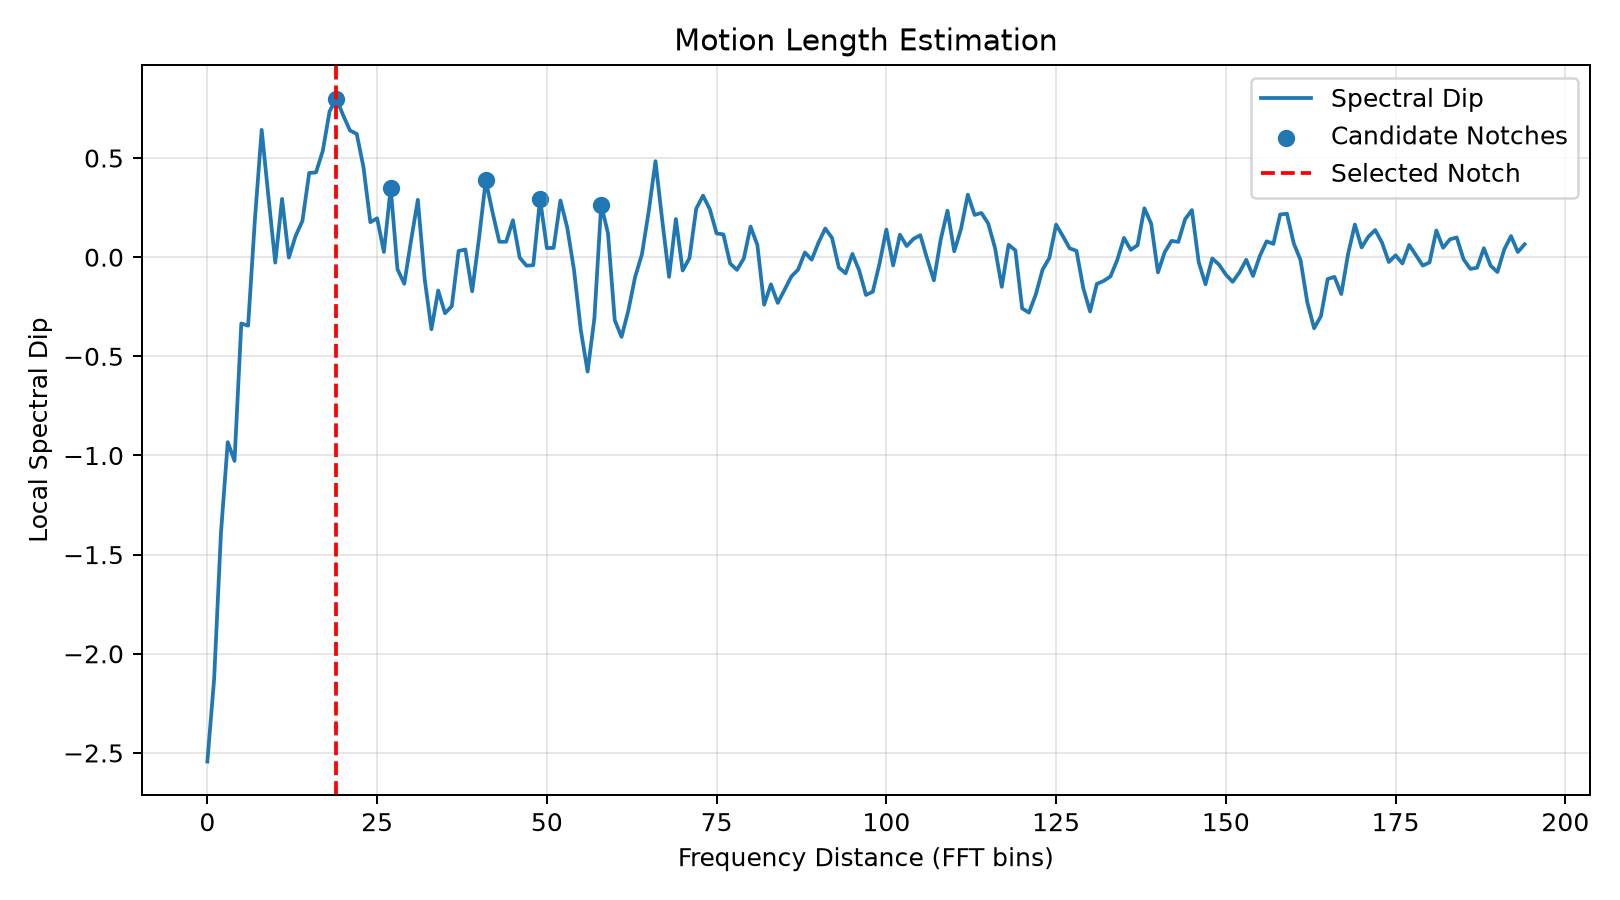 Motion Length Estimation
Spectral Dip
Candidate Notches
Selected Notch
0.5
0.0
−0.5
−1.0
−1.5
−2.0
−2.5
Local Spectral Dip
0 25 50 75 100 125 150 175 200
Frequency Distance (FFT bins)